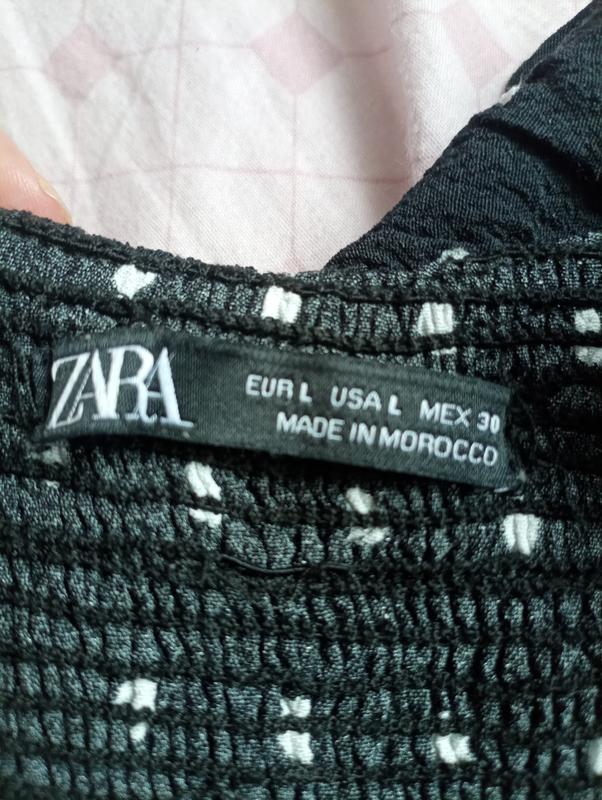 ZARA
EUR L USA L MEX 30
MADE IN MOROCCO